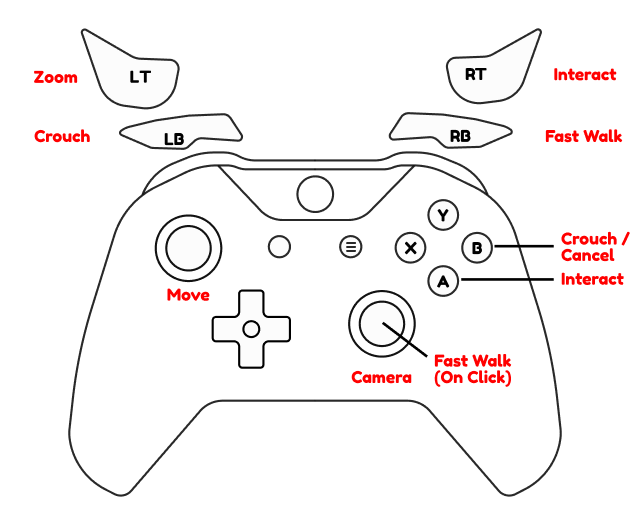 LT
RT
Zoom
Interact
Crouch
LB
RB
Fast Walk
Y
X
B
Crouch /
Cancel
A
Interact
Move
Fast Walk
Camera
(On Click)